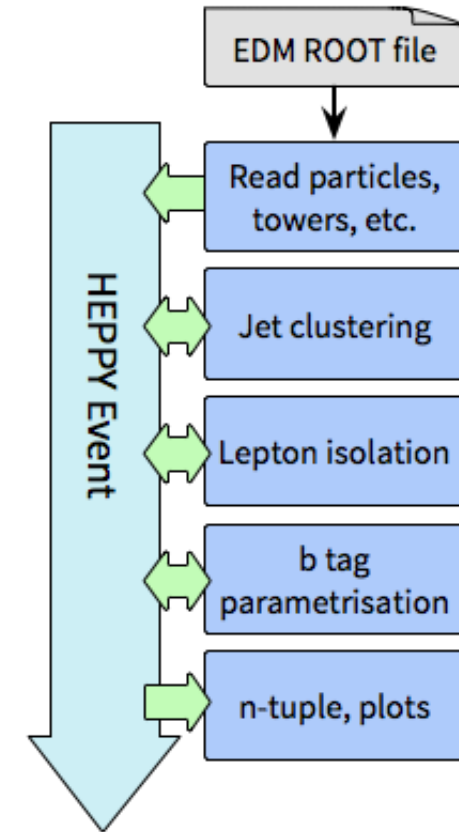 EDM ROOT file
Read particles,
towers, etc.
HEPPY Event
Jet clustering
Lepton isolation
b tag
parametrisation
n-tuple, plots